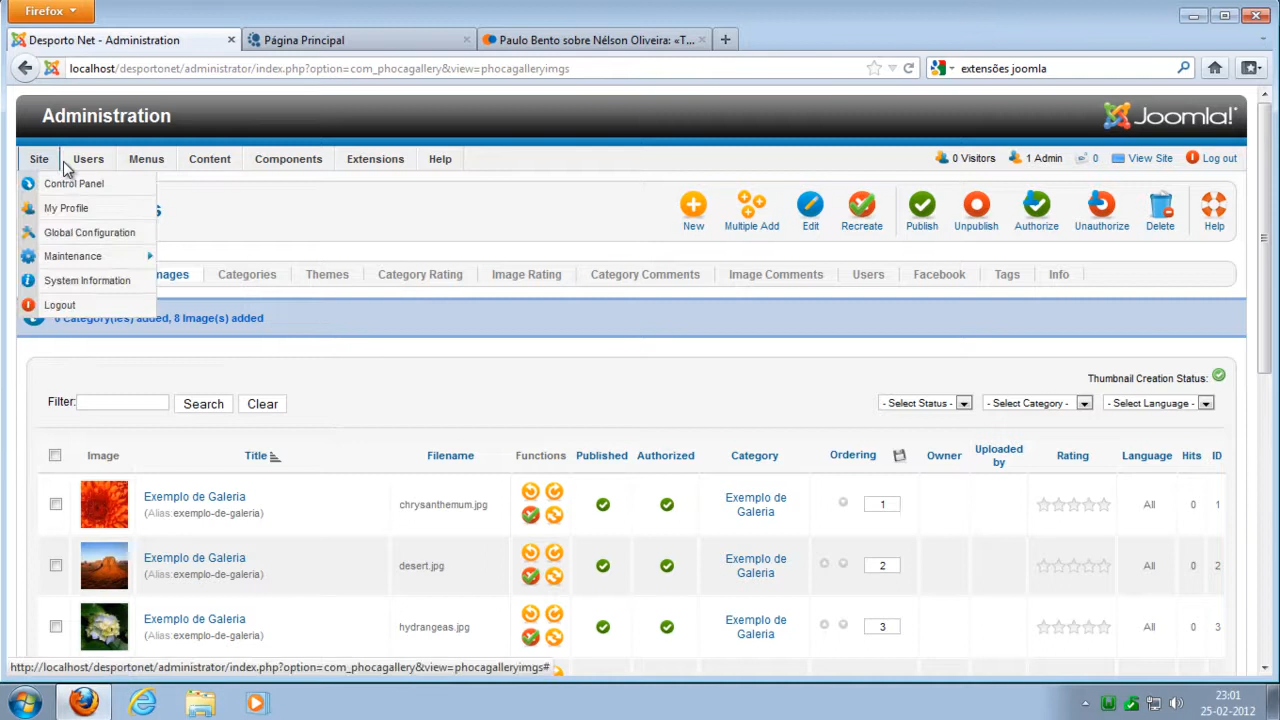 Firefox
Desporto Net - Administration
Página Principal
Paulo Bento sobre Nélson Oliveira: «T...
localhost/desportonet/administrator/index.php?option=com_phocagallery&view=phocagalleryimgs
extensões joomla
Administration
Joomla!
Site
Users
Menus
Content
Components
Extensions
Help
0 Visitors
1 Admin
0
View Site
Log out
Control Panel
My Profile
Global Configuration
Maintenance
System Information
Logout
s
New
Multiple Add
Edit
Recreate
Publish
Unpublish
Authorize
Unauthorize
Delete
Help
mages
Categories
Themes
Category Rating
Image Rating
Category Comments
Image Comments
Users
Facebook
Tags
Info
Category(ies) added, 8 Image(s) added
Thumbnail Creation Status:
Filter:
Search
Clear
- Select Status -
- Select Category -
- Select Language -
Image
Title
Filename
Functions
Published
Authorized
Category
Ordering
Owner
Uploaded
by
Rating
Language
Hits
ID
Exemplo de Galeria
(Alias:exemplo-de-galeria)
chrysanthemum.jpg
Exemplo de
Galeria
1
All
0
1
Exemplo de Galeria
(Alias:exemplo-de-galeria)
desert.jpg
Exemplo de
Galeria
2
All
0
2
Exemplo de Galeria
(Alias:exemplo-de-galeria)
hydrangeas.jpg
Exemplo de
Galeria
3
All
0
3
http://localhost/desportonet/administrator/index.php?option=com_phocagallery&view=phocagalleryimgs#
23:01
25-02-2012